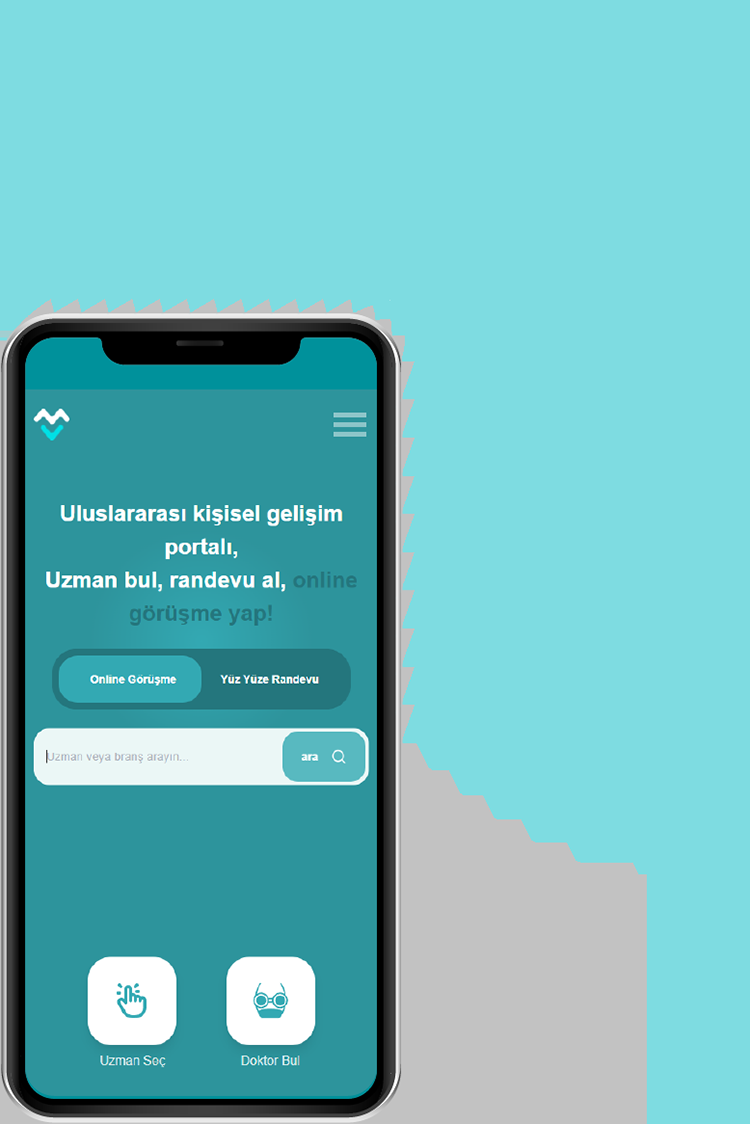 Uluslararası kişisel gelişim
portalı,
Uzman bul, randevu al, online
görüşme yap!
Online Görüşme Yüz Yüze Randevu
Uzman veya branş arayın... ara
Uzman Seç Doktor Bul